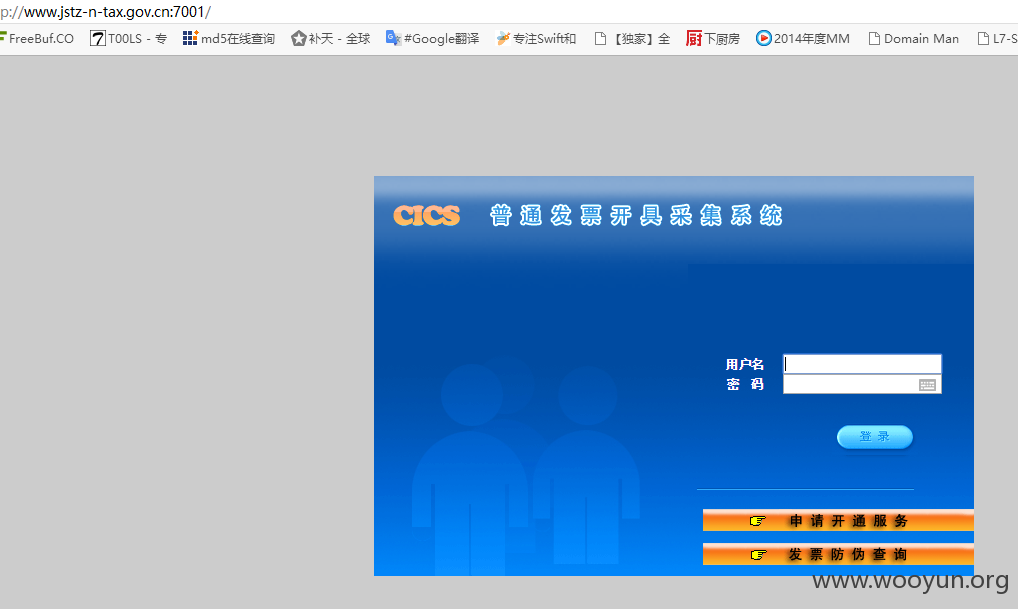 p://www.jstz-n-tax.gov.cn:7001/
FreeBuf.CO T00LS - 专 md5在线查询 补天 - 全球 #Google翻译 专注Swift和 【独家】全 下厨房 2014年度MM Domain Man L7-S
CICS 普通发票开具采集系统
用户名
密 码
登 录
申请开通服务
发票防伪查询
www.wooyun.org